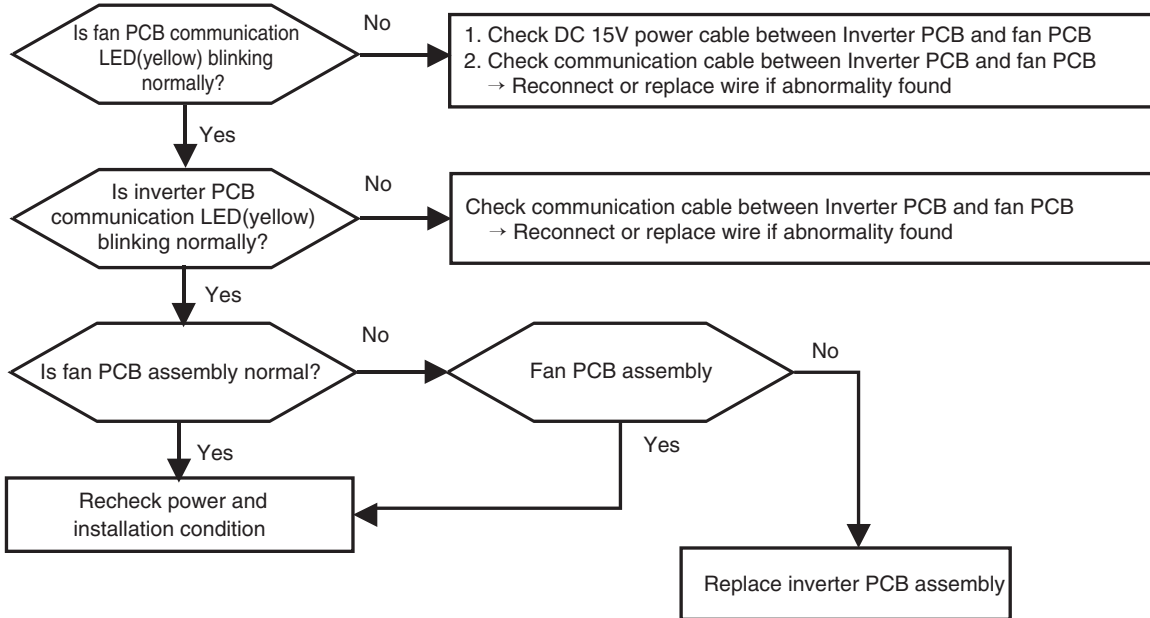 Is fan PCB communication
LED(yellow) blinking
normally?
No
1. Check DC 15V power cable between Inverter PCB and fan PCB
2. Check communication cable between Inverter PCB and fan PCB
→ Reconnect or replace wire if abnormality found
Yes
Is inverter PCB
communication LED(yellow)
blinking normally?
No
Check communication cable between Inverter PCB and fan PCB
→ Reconnect or replace wire if abnormality found
Yes
Is fan PCB assembly normal?
No
Fan PCB assembly
No
Yes
Yes
Recheck power and
installation condition
Replace inverter PCB assembly